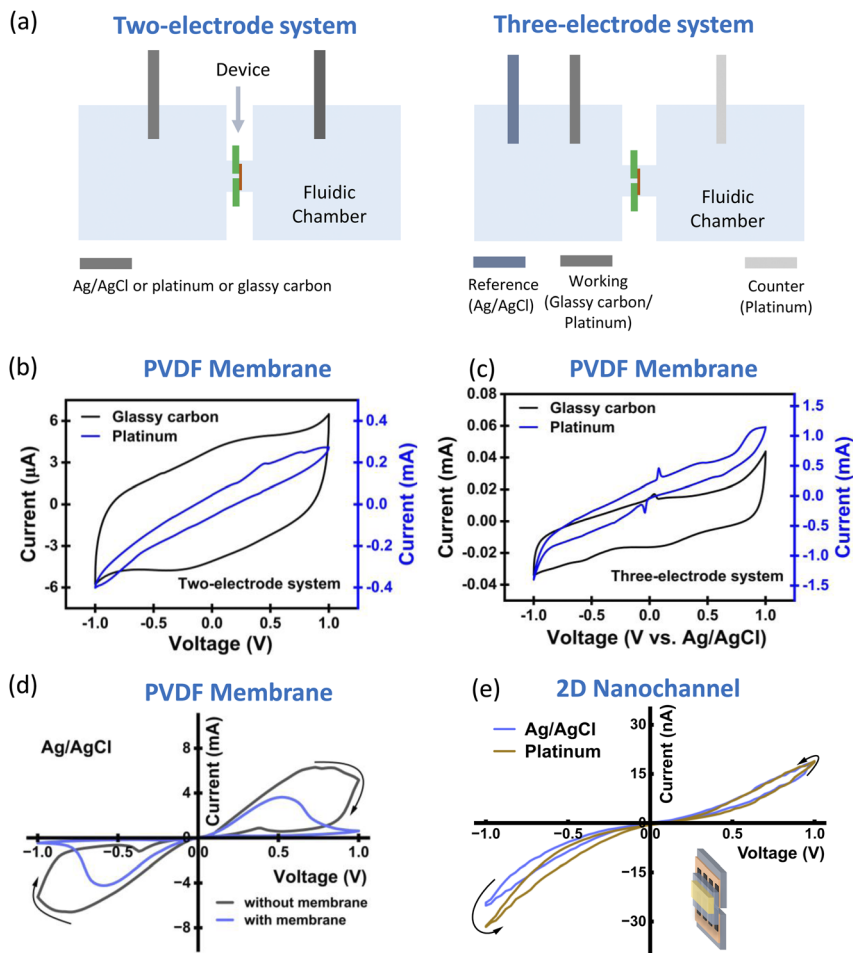 (a)
Two-electrode system
Three-electrode system
Device
Fluidic
Chamber
Ag/AgCl or platinum or glassy carbon
Fluidic
Chamber
Reference
(Ag/AgCl)
Working
(Glassy carbon/
Platinum)
Counter
(Platinum)
(b)
PVDF Membrane
Glassy carbon
Platinum
6
3
0
-3
-6
Current (µA)
0.4
0.2
0.0
-0.2
-0.4
Current (mA)
Two-electrode system
-1.0 -0.5 0.0 0.5 1.0
Voltage (V)
(c)
PVDF Membrane
Glassy carbon
Platinum
0.08
0.06
0.04
0.02
0.00
-0.02
-0.04
Current (mA)
1.5
1.0
0.5
0.0
-0.5
-1.0
-1.5
Current (mA)
Three-electrode system
-1.0 -0.5 0.0 0.5 1.0
Voltage (V vs. Ag/AgCl)
(d)
PVDF Membrane
Ag/AgCl
Current (mA)
8
4
0
-4
-8
-1.0 -0.5 0.0 0.5 1.0
Voltage (V)
without membrane
with membrane
(e)
2D Nanochannel
Ag/AgCl
Platinum
Current (nA)
30
15
0
-15
-30
-1.0 -0.5 0.0 0.5 1.0
Voltage (V)